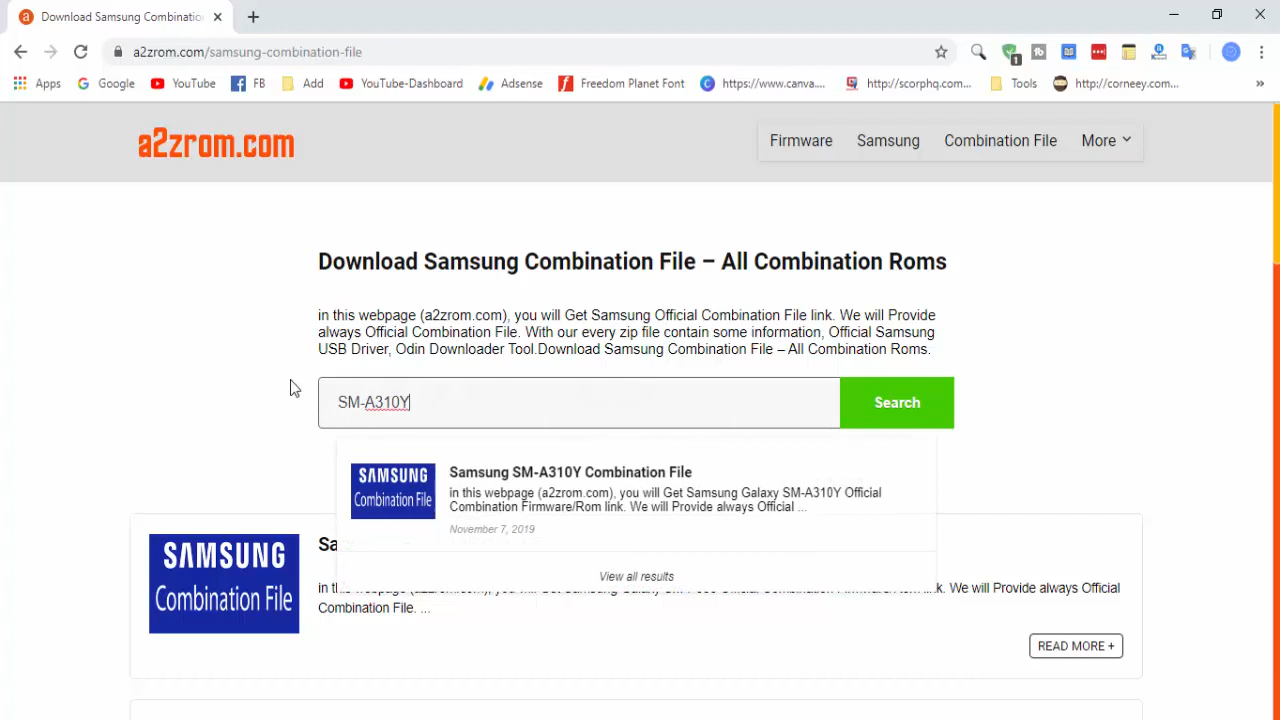 Download Samsung Combinatio
a2zrom.com/samsung-combination-file
1
Apps Google YouTube FB Add YouTube-Dashboard Adsense Freedom Planet Font https://www.canva.... http://scorphq.com... Tools http://corneey.com... »
a2zrom.com
Firmware Samsung Combination File More
Download Samsung Combination File – All Combination Roms
in this webpage (a2zrom.com), you will Get Samsung Official Combination File link. We will Provide
always Official Combination File. With our every zip file contain some information, Official Samsung
USB Driver, Odin Downloader Tool.Download Samsung Combination File – All Combination Roms.
SM-A310Y
Search
SAMSUNG
Combination File
Samsung SM-A310Y Combination File
in this webpage (a2zrom.com), you will Get Samsung Galaxy SM-A310Y Official
Combination Firmware/Rom link. We will Provide always Official ...
November 7, 2019
View all results
SAMSUNG
Combination File
Sa
in th
k. We will Provide always Official
Combination File. ...
READ MORE +